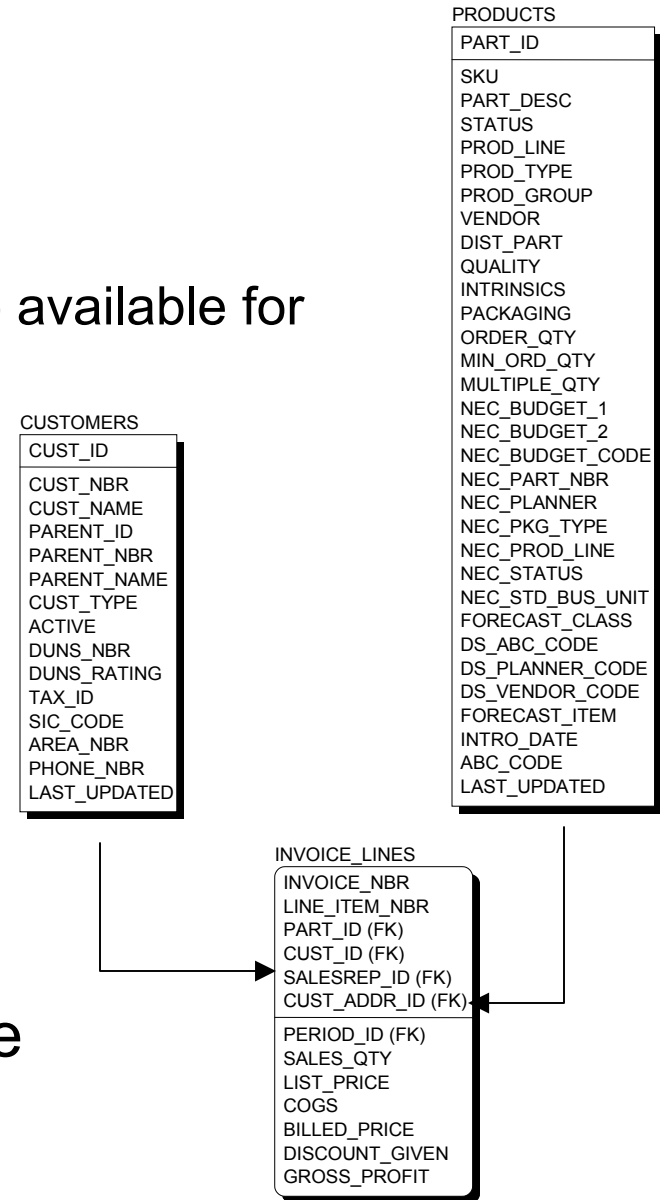 PRODUCTS
PART_ID
SKU
PART_DESC
STATUS
PROD_LINE
PROD_TYPE
PROD_GROUP
VENDOR
DIST_PART
QUALITY
INTRINSICS
PACKAGING
ORDER_QTY
MIN_ORD_QTY
MULTIPLE_QTY
NEC_BUDGET_1
NEC_BUDGET_2
NEC_BUDGET_CODE
NEC_PART_NBR
NEC_PLANNER
NEC_PKG_TYPE
NEC_PROD_LINE
NEC_STATUS
NEC_STD_BUS_UNIT
FORECAST_CLASS
DS_ABC_CODE
DS_PLANNER_CODE
DS_VENDOR_CODE
FORECAST_ITEM
INTRO_DATE
ABC_CODE
LAST_UPDATED
available for
CUSTOMERS
CUST_ID
CUST_NBR
CUST_NAME
PARENT_ID
PARENT_NBR
PARENT_NAME
CUST_TYPE
ACTIVE
DUNS_NBR
DUNS_RATING
TAX_ID
SIC_CODE
AREA_NBR
PHONE_NBR
LAST_UPDATED
INVOICE_LINES
INVOICE_NBR
LINE_ITEM_NBR
PART_ID (FK)
CUST_ID (FK)
SALESREP_ID (FK)
CUST_ADDR_ID (FK)
PERIOD_ID (FK)
SALES_QTY
LIST_PRICE
COGS
BILLED_PRICE
DISCOUNT_GIVEN
GROSS_PROFIT